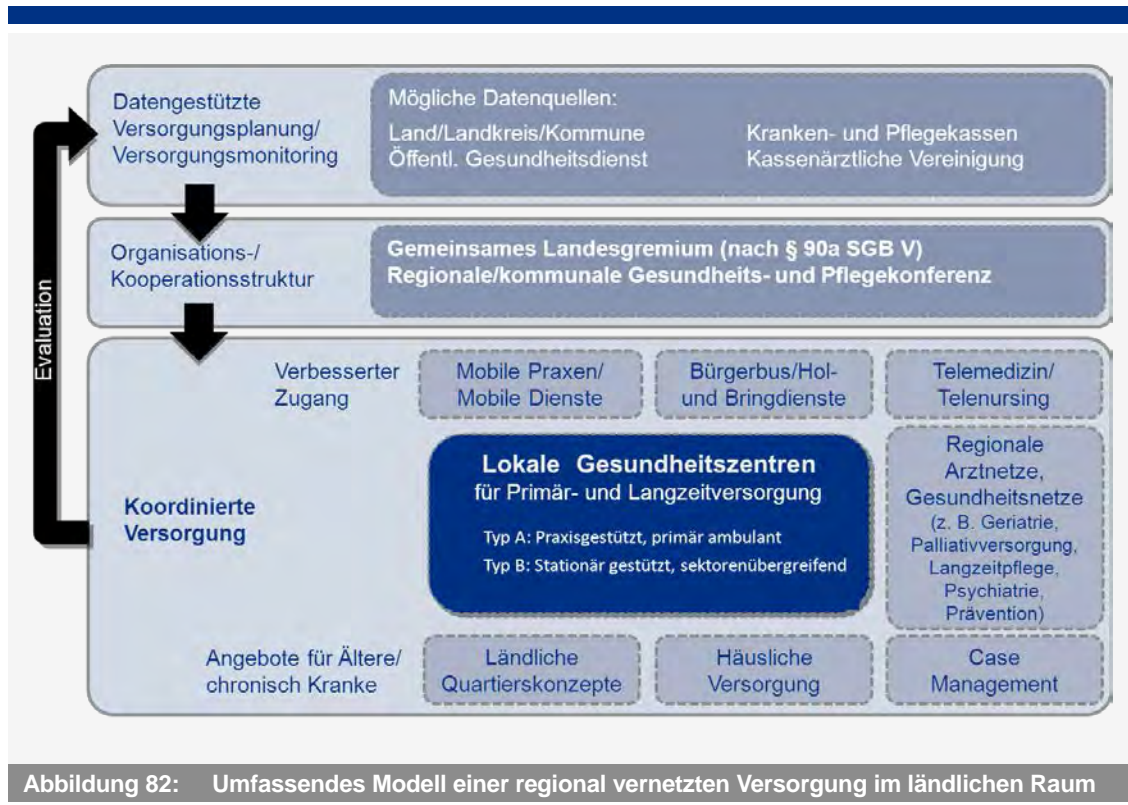 Datengestützte
Versorgungsplanung/
Versorgungsmonitoring
Mögliche Datenquellen:
Land/Landkreis/Kommune
Öffentl. Gesundheitsdienst
Kranken- und Pflegekassen
Kassenärztliche Vereinigung
Organisations-/
Kooperationsstruktur
Gemeinsames Landesgremium (nach § 90a SGB V)
Regionale/kommunale Gesundheits- und Pflegekonferenz
Evaluation
Verbesserter
Zugang
Mobile Praxen/
Mobile Dienste
Bürgerbus/Hol-
und Bringdienste
Telemedizin/
Telenursing
Koordinierte
Versorgung
Lokale Gesundheitszentren
für Primär- und Langzeitversorgung
Typ A: Praxisgestützt, primär ambulant
Typ B: Stationär gestützt, sektorenübergreifend
Regionale
Arztnetze,
Gesundheitsnetze
(z. B. Geriatrie,
Palliativversorgung,
Langzeitpflege,
Psychiatrie,
Prävention)
Angebote für Ältere/
chronisch Kranke
Ländliche
Quartierskonzepte
Häusliche
Versorgung
Case
Management
Abbildung 82: Umfassendes Modell einer regional vernetzten Versorgung im ländlichen Raum